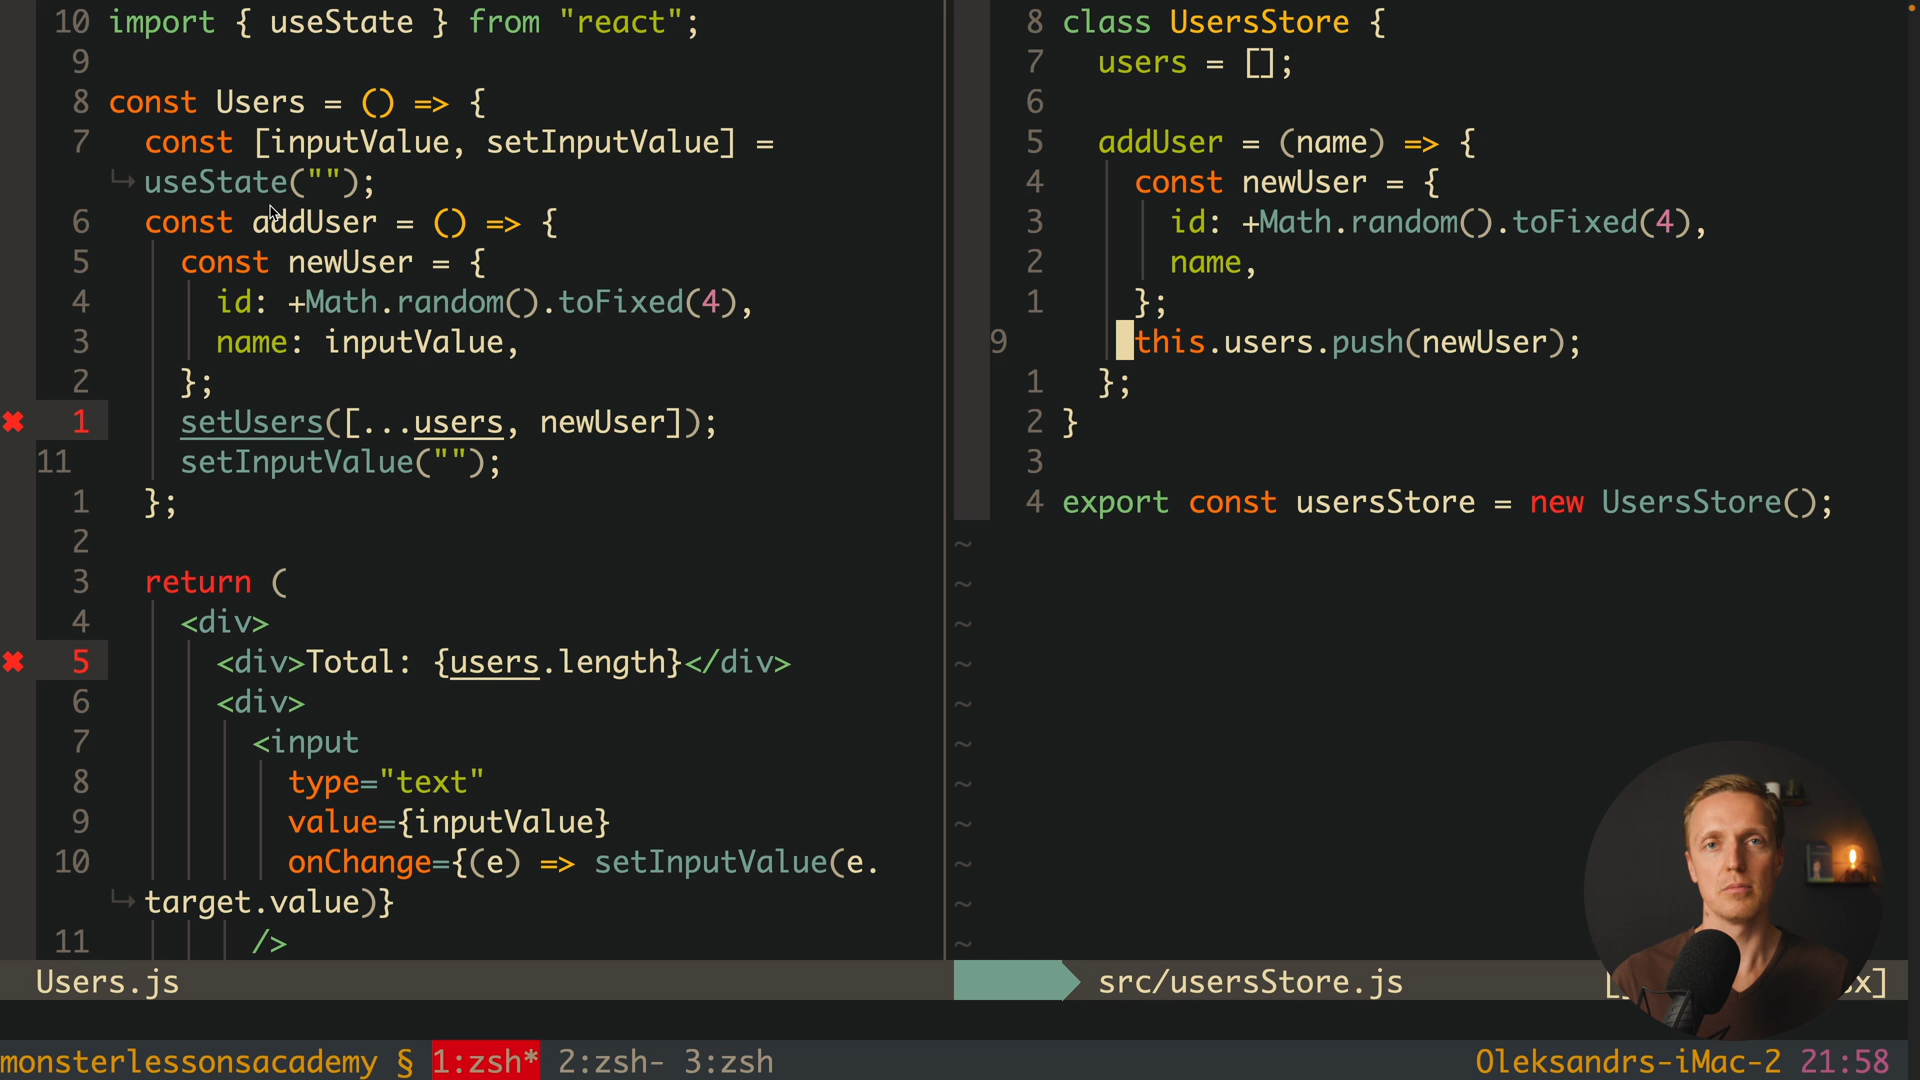 10 import { useState } from "react";
9
8 const Users = () => {
7 const [inputValue, setInputValue] =
useState("");
6 const addUser = () => {
5 const newUser = {
4 id: +Math.random().toFixed(4),
3 name: inputValue,
2 };
1 setUsers([...users, newUser]);
11 setInputValue("");
1 };
2
3 return (
4 <div>
5 <div>Total: {users.length}</div>
6 <div>
7 <input
8 type="text"
9 value={inputValue}
10 onChange={(e) => setInputValue(e.
target.value)}
11 />
Users.js
8 class UsersStore {
7 users = [];
6
5 addUser = (name) => {
4 const newUser = {
3 id: +Math.random().toFixed(4),
2 name,
1 };
9 this.users.push(newUser);
1 };
2 }
3
4 export const usersStore = new UsersStore();
~
~
~
~
~
~
~
~
~
~
~
src/usersStore.js
monsterlessonsacademy § 1:zsh* 2:zsh- 3:zsh
Oleksandrs-iMac-2 21:58